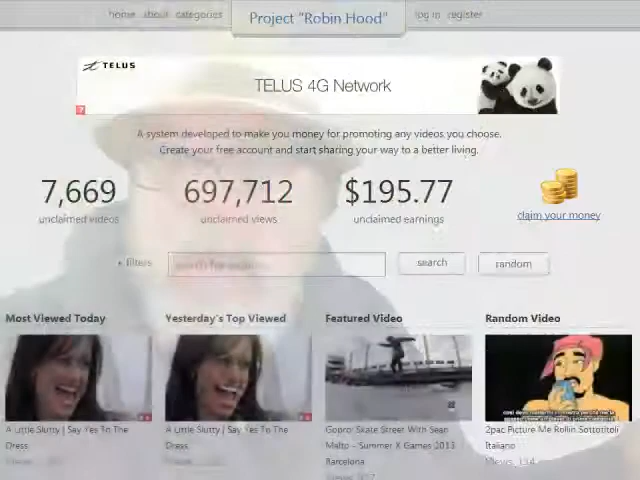 home about categories
Project "Robin Hood"
log in register
TELUS
TELUS 4G Network
A system developed to make you money for promoting any videos you choose.
Create your free account and start sharing your way to a better living.
7,669
unclaimed videos
697,712
unclaimed views
$195.77
unclaimed earnings
claim your money
+ filters
search
random
Most Viewed Today
Yesterday's Top Viewed
Featured Video
Random Video
A Little Slutty | Say Yes To The
Dress
A Little Slutty | Say Yes To The
Dress
Gopro: Skate Street With Sean
Malto - Summer X Games 2013
Barcelona
2pac Picture Me Rollin Sottotitoli
Italiano
Views: 134